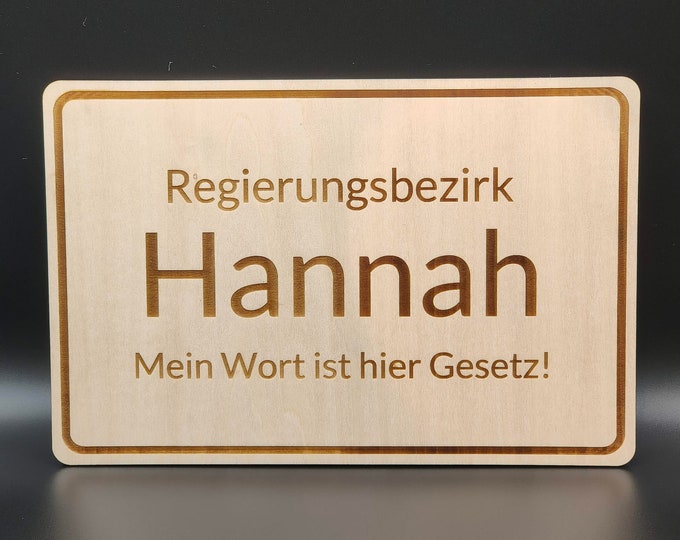 Regierungsbezirk
Hannah
Mein Wort ist hier Gesetz!